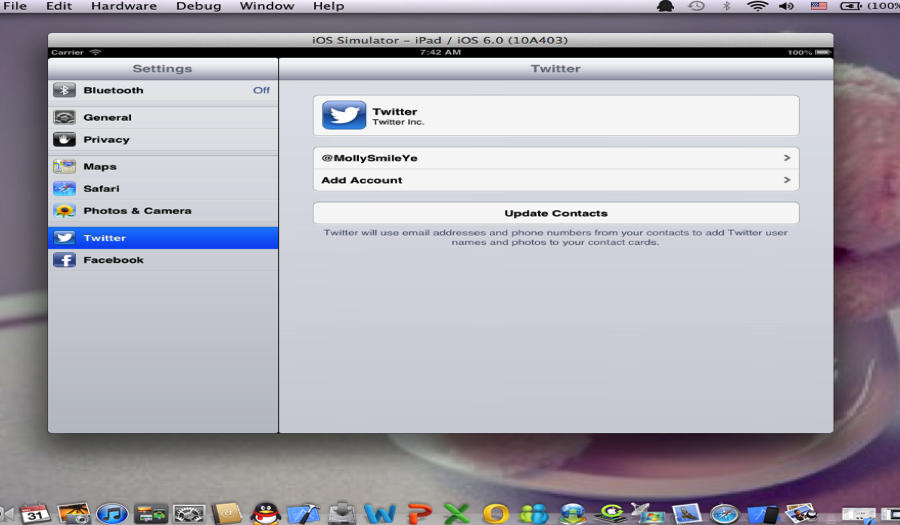 File Edit Hardware Debug Window Help (100%
iOS Simulator – iPad / iOS 6.0 (10A403)
Carrier 7:42 AM 100%
Settings
Twitter
Bluetooth Off
General
Privacy
Maps
Safari
Photos & Camera
Twitter
Facebook
Twitter
Twitter Inc.
@MollySmileYe
Add Account
Update Contacts
Twitter will use email addresses and phone numbers from your contacts to add Twitter user
names and photos to your contact cards.
31